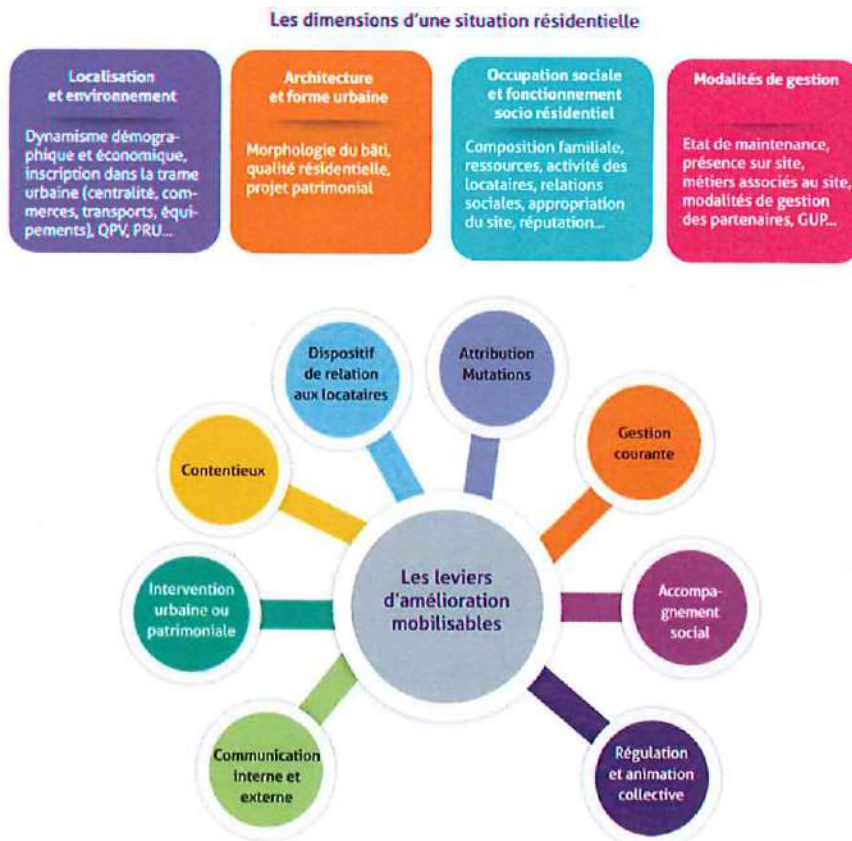 Les dimensions d'une situation résidentielle
Localisation
et environnement
Dynamisme démogra-
phique et économique,
inscription dans la trame
urbaine (centralité, com-
merces, transports, équi-
pements), QPV, PRU...
Architecture
et forme urbaine
Morphologie du bâti,
qualité résidentielle,
projet patrimonial
Occupation sociale
et fonctionnement
socio résidentiel
Composition familiale,
ressources, activité des
locataires, relations
sociales, appropriation
du site, réputation...
Modalités de gestion
Etat de maintenance,
présence sur site,
métiers associés au site,
modalités de gestion
des partenaires, GUP...
Dispositif
de relation
aux locataires
Attribution
Mutations
Gestion
courante
Contentieux
Les leviers
d'amélioration
mobilisables
Intervention
urbaine ou
patrimoniale
Accompa-
gnement
social
Communication
interne et
externe
Régulation
et animation
collective